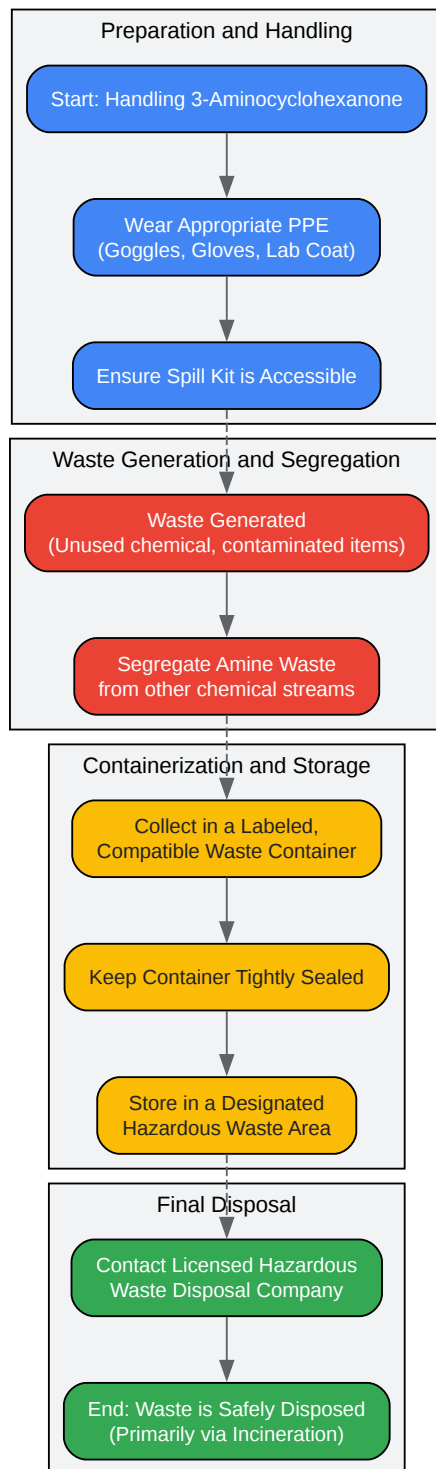 Preparation and Handling
Start: Handling 3-Aminocyclohexanone
Wear Appropriate PPE
(Goggles, Gloves, Lab Coat)
Ensure Spill Kit is Accessible
Waste Generation and Segregation
Waste Generated
(Unused chemical, contaminated items)
Segregate Amine Waste
from other chemical streams
Containerization and Storage
Collect in a Labeled,
Compatible Waste Container
Keep Container Tightly Sealed
Store in a Designated
Hazardous Waste Area
Final Disposal
Contact Licensed Hazardous
Waste Disposal Company
End: Waste is Safely Disposed
(Primarily via Incineration)